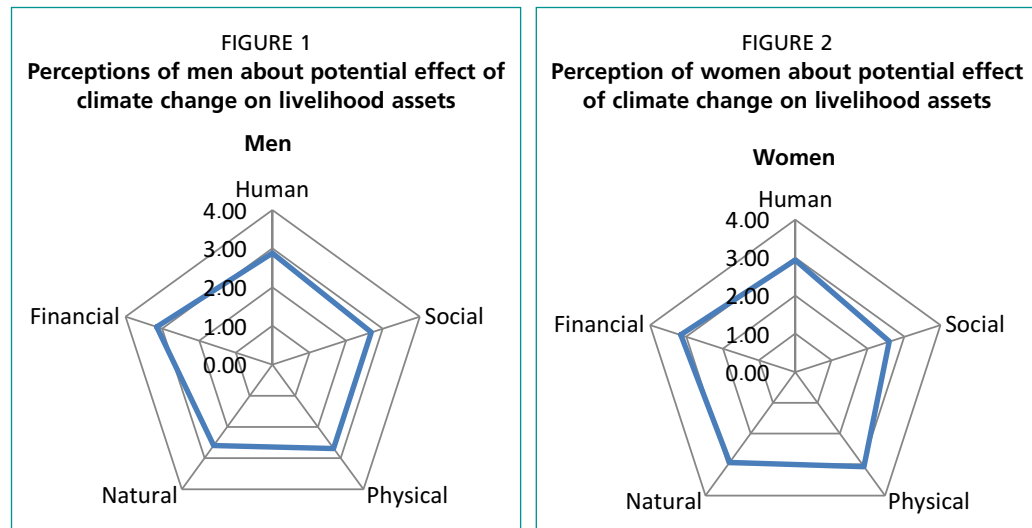 FIGURE 1
Perceptions of men about potential effect of
climate change on livelihood assets
Men
Human
4.00
3.00
2.00
1.00
0.00
Financial
Social
Natural
Physical
FIGURE 2
Perception of women about potential effect
of climate change on livelihood assets
Women
Human
4.00
3.00
2.00
1.00
0.00
Financial
Social
Natural
Physical